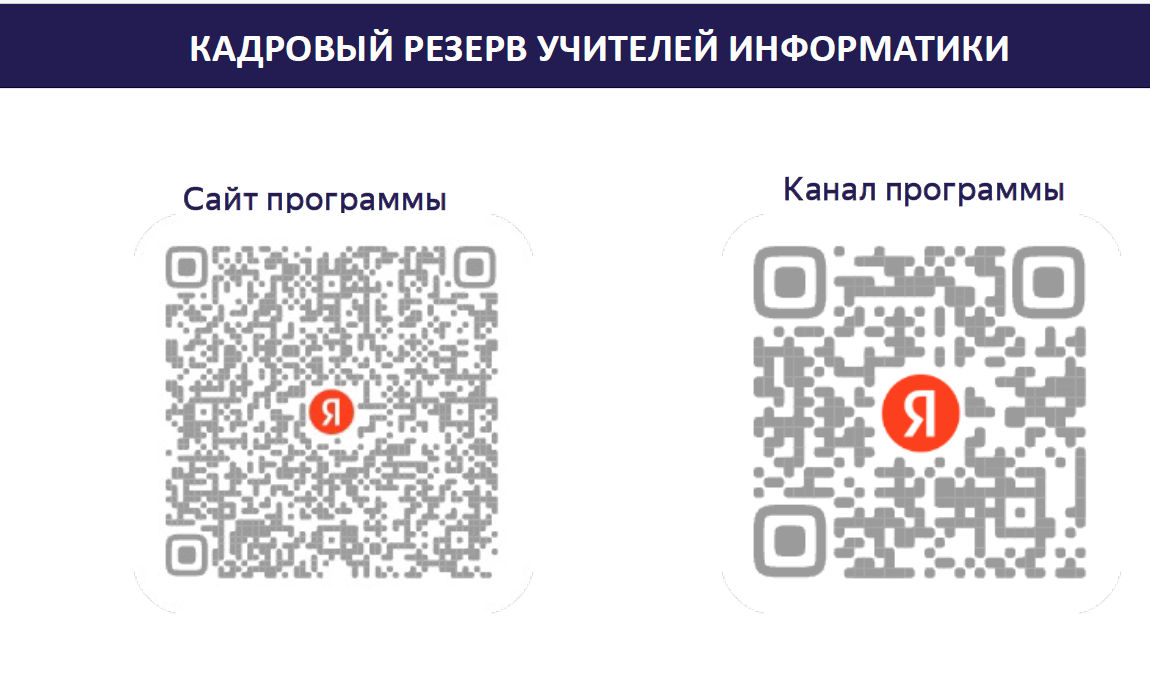 КАДРОВЫЙ РЕЗЕРВ УЧИТЕЛЕЙ ИНФОРМАТИКИ
Сайт программы
Канал программы
Я
Я